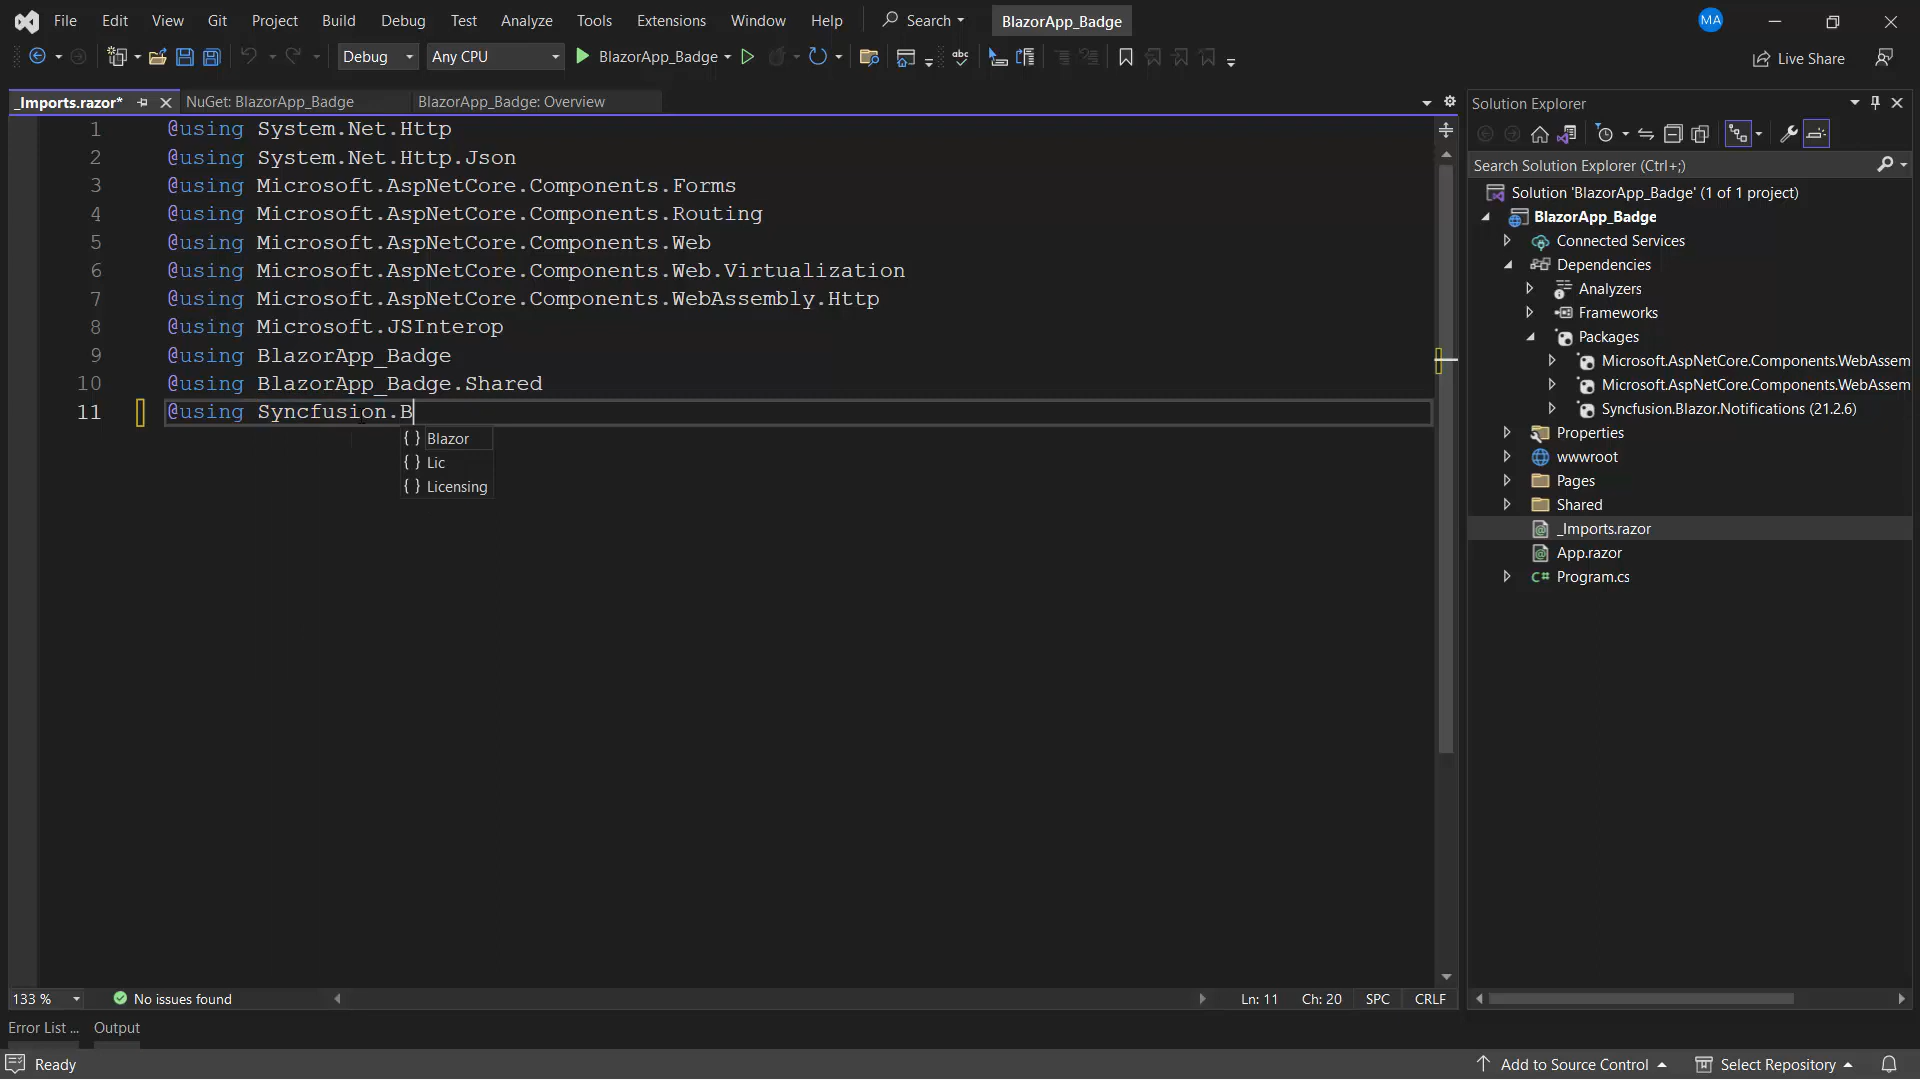 File Edit View Git Project Build Debug Test Analyze Tools Extensions Window Help Search BlazorApp_Badge MA
Debug Any CPU BlazorApp_Badge Live Share
_Imports.razor* NuGet: BlazorApp_Badge BlazorApp_Badge: Overview
1 @using System.Net.Http
2 @using System.Net.Http.Json
3 @using Microsoft.AspNetCore.Components.Forms
4 @using Microsoft.AspNetCore.Components.Routing
5 @using Microsoft.AspNetCore.Components.Web
6 @using Microsoft.AspNetCore.Components.Web.Virtualization
7 @using Microsoft.AspNetCore.Components.WebAssembly.Http
8 @using Microsoft.JSInterop
9 @using BlazorApp_Badge
10 @using BlazorApp_Badge.Shared
11 @using Syncfusion.B
{ } Blazor
{ } Lic
{ } Licensing
Solution Explorer
Search Solution Explorer (Ctrl+;)
Solution 'BlazorApp_Badge' (1 of 1 project)
BlazorApp_Badge
Connected Services
Dependencies
Analyzers
Frameworks
Packages
Microsoft.AspNetCore.Components.WebAssem
Microsoft.AspNetCore.Components.WebAssem
Syncfusion.Blazor.Notifications (21.2.6)
Properties
wwwroot
Pages
Shared
_Imports.razor
App.razor
C# Program.cs
133 % No issues found Ln: 11 Ch: 20 SPC CRLF
Error List ... Output
Ready Add to Source Control Select Repository